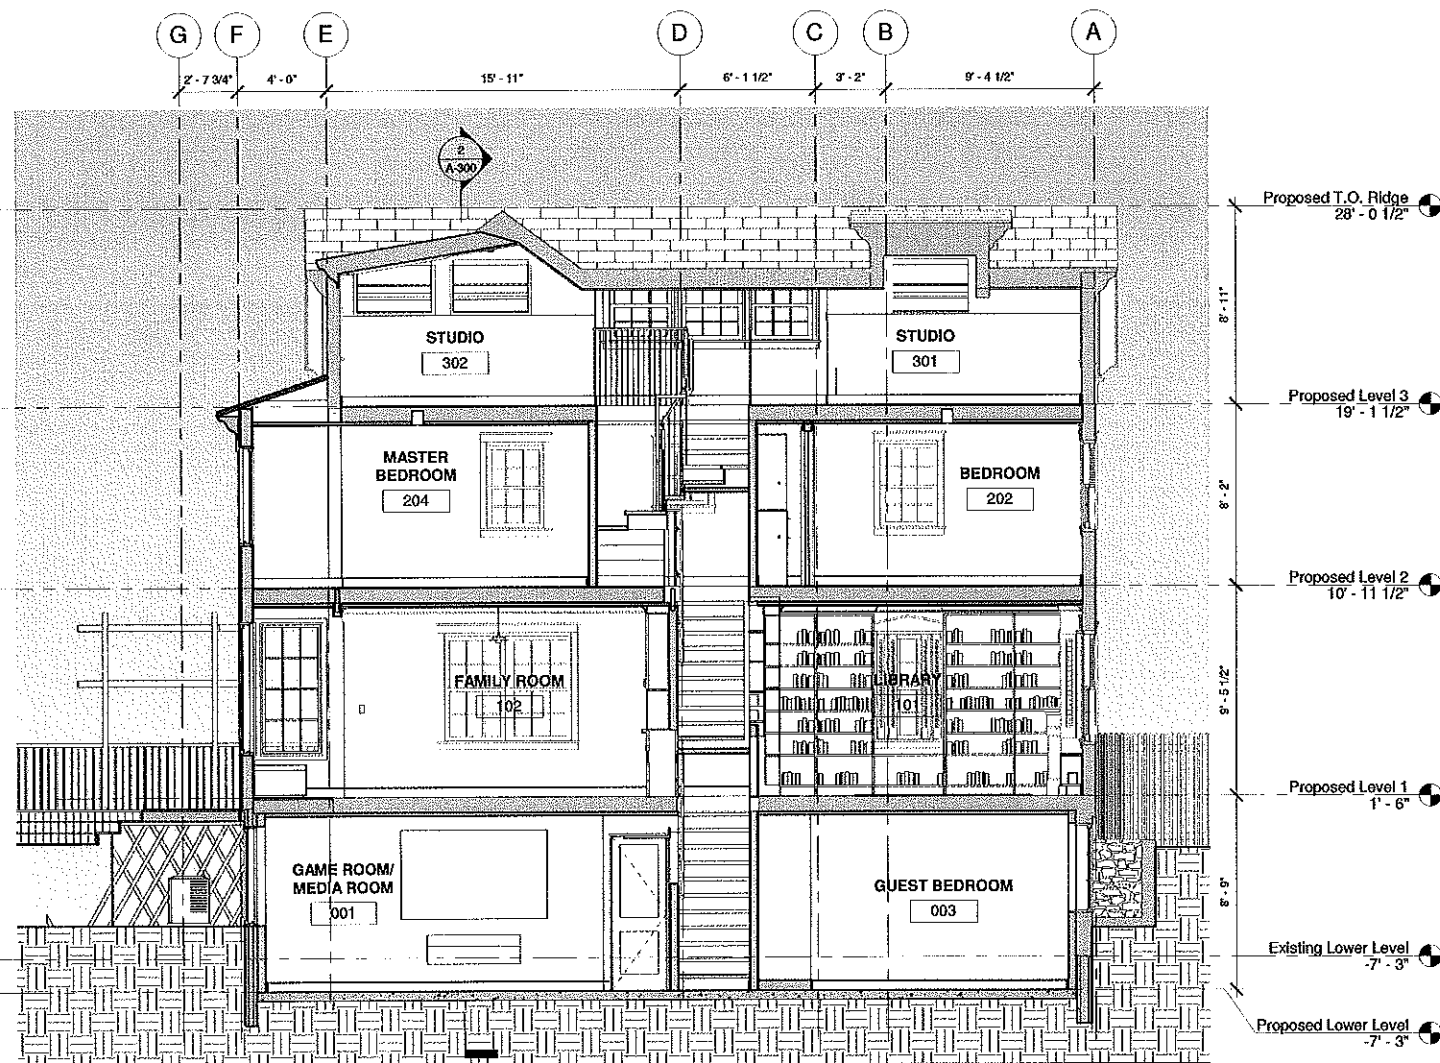 G F E D C B A
2' - 7 3/4" 4' - 0" 15' - 11" 6' - 1 1/2" 3' - 2" 9' - 4 1/2"
2
A-300
Proposed T.O. Ridge
28' - 0 1/2"
8' - 11"
STUDIO
302
STUDIO
301
Proposed Level 3
19' - 1 1/2"
MASTER
BEDROOM
204
BEDROOM
202
8' - 2"
Proposed Level 2
10' - 11 1/2"
FAMILY ROOM
102
LIBRARY
101
9' - 5 1/2"
Proposed Level 1
1' - 6"
GAME ROOM/
MEDIA ROOM
001
GUEST BEDROOM
003
8' - 9"
Existing Lower Level
-7' - 3"
Proposed Lower Level
-7' - 3"